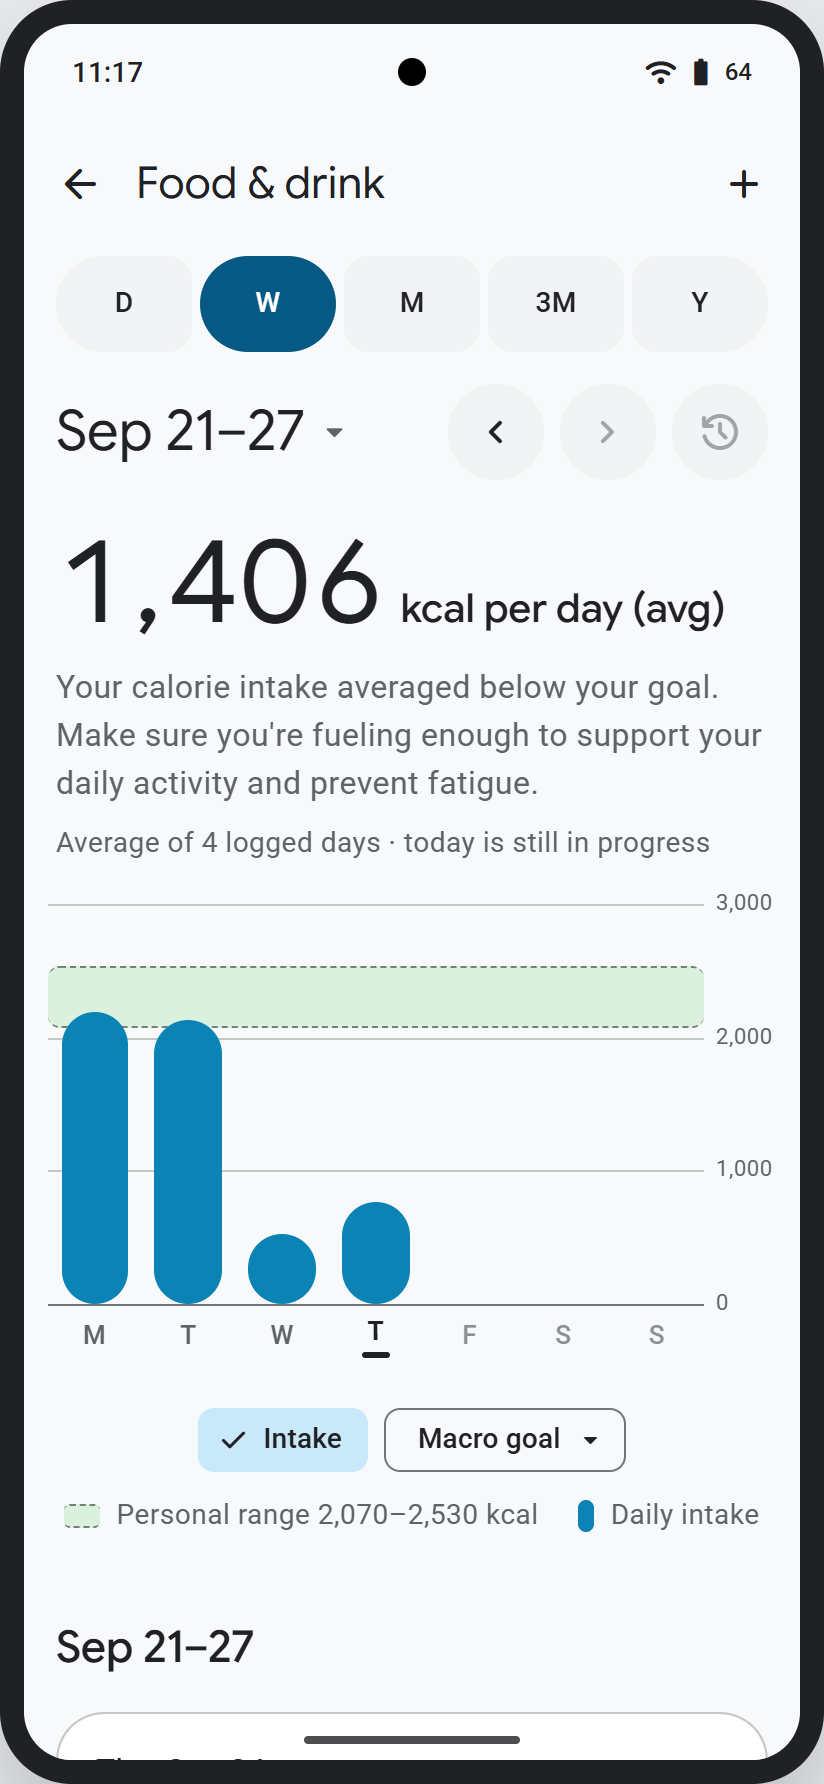 11:17
64
Food & drink
D W M 3M Y
Sep 21–27
1,406 kcal per day (avg)
Your calorie intake averaged below your goal.
Make sure you're fueling enough to support your
daily activity and prevent fatigue.
Average of 4 logged days · today is still in progress
3,000
2,000
1,000
0
M T W T F S S
Intake
Macro goal
Personal range 2,070–2,530 kcal
Daily intake
Sep 21–27